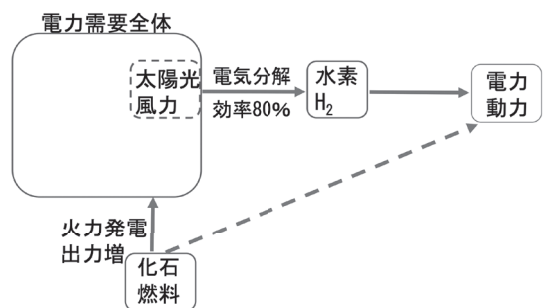 電力需要全体
太陽光
風力
電気分解
効率80%
水素
H₂
電力
動力
火力発電
出力増
化石
燃料